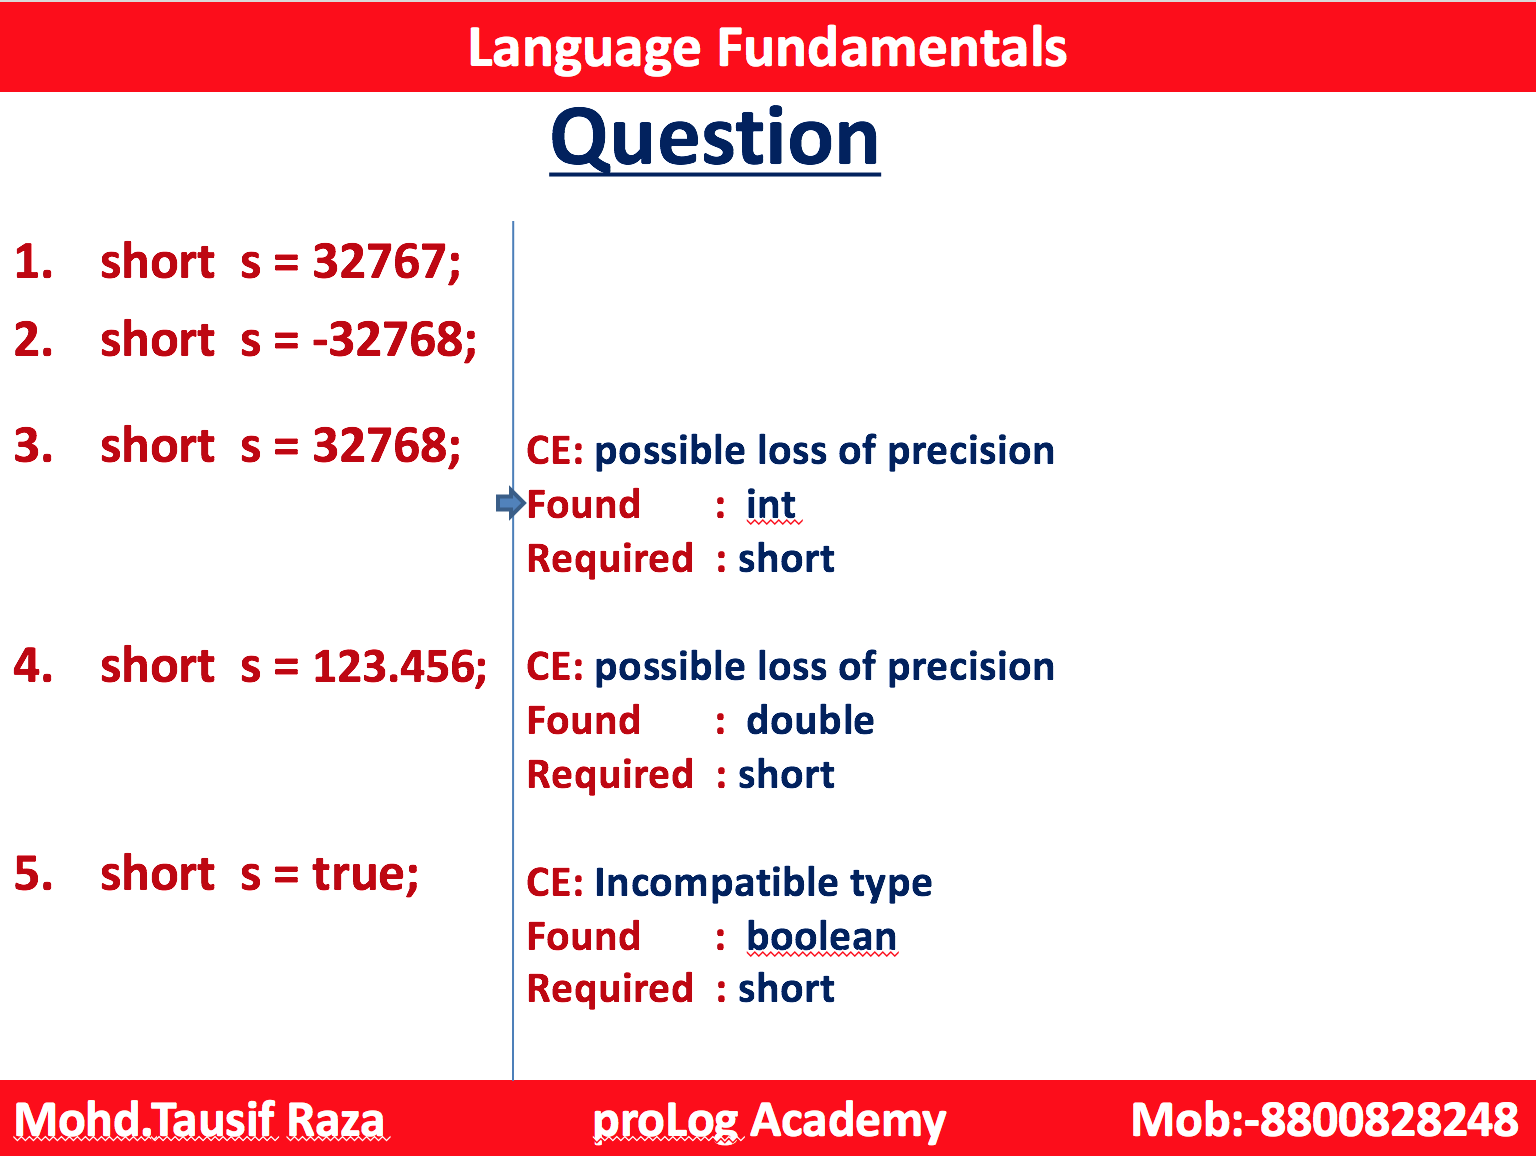 Language Fundamentals
Question
1. short s = 32767;
2. short s = -32768;
3. short s = 32768;
CE: possible loss of precision
Found : int
Required : short
4. short s = 123.456;
CE: possible loss of precision
Found : double
Required : short
5. short s = true;
CE: Incompatible type
Found : boolean
Required : short
Mohd.Tausif Raza proLog Academy Mob:-8800828248